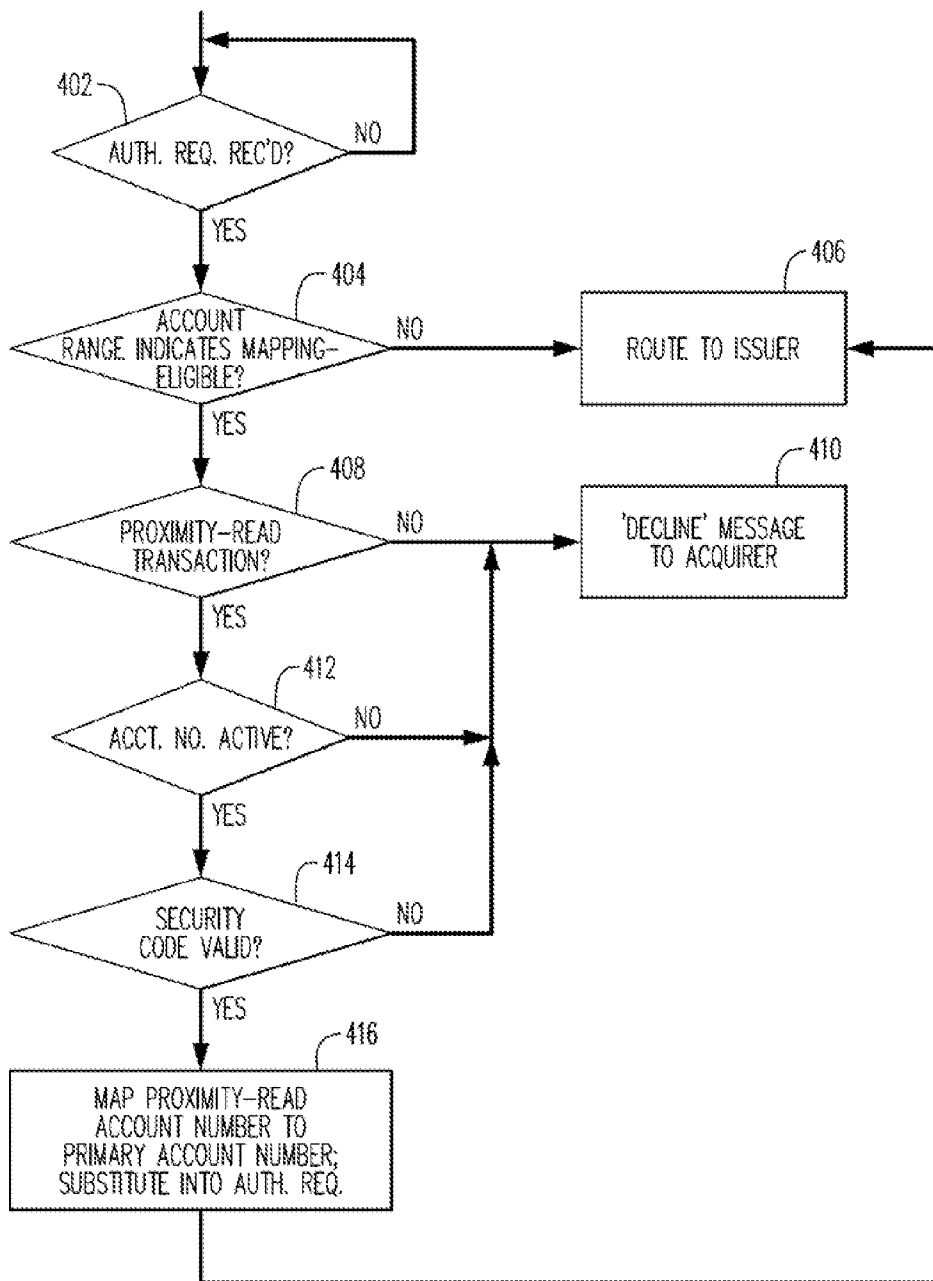 402
AUTH. REQ. REC'D?
NO
YES
404
ACCOUNT
RANGE INDICATES MAPPING-
ELIGIBLE?
NO
406
ROUTE TO ISSUER
YES
408
PROXIMITY-READ
TRANSACTION?
NO
410
'DECLINE' MESSAGE
TO ACQUIRER
YES
412
ACCT. NO. ACTIVE?
NO
YES
414
SECURITY
CODE VALID?
NO
YES
416
MAP PROXIMITY-READ
ACCOUNT NUMBER TO
PRIMARY ACCOUNT NUMBER;
SUBSTITUTE INTO AUTH. REQ.